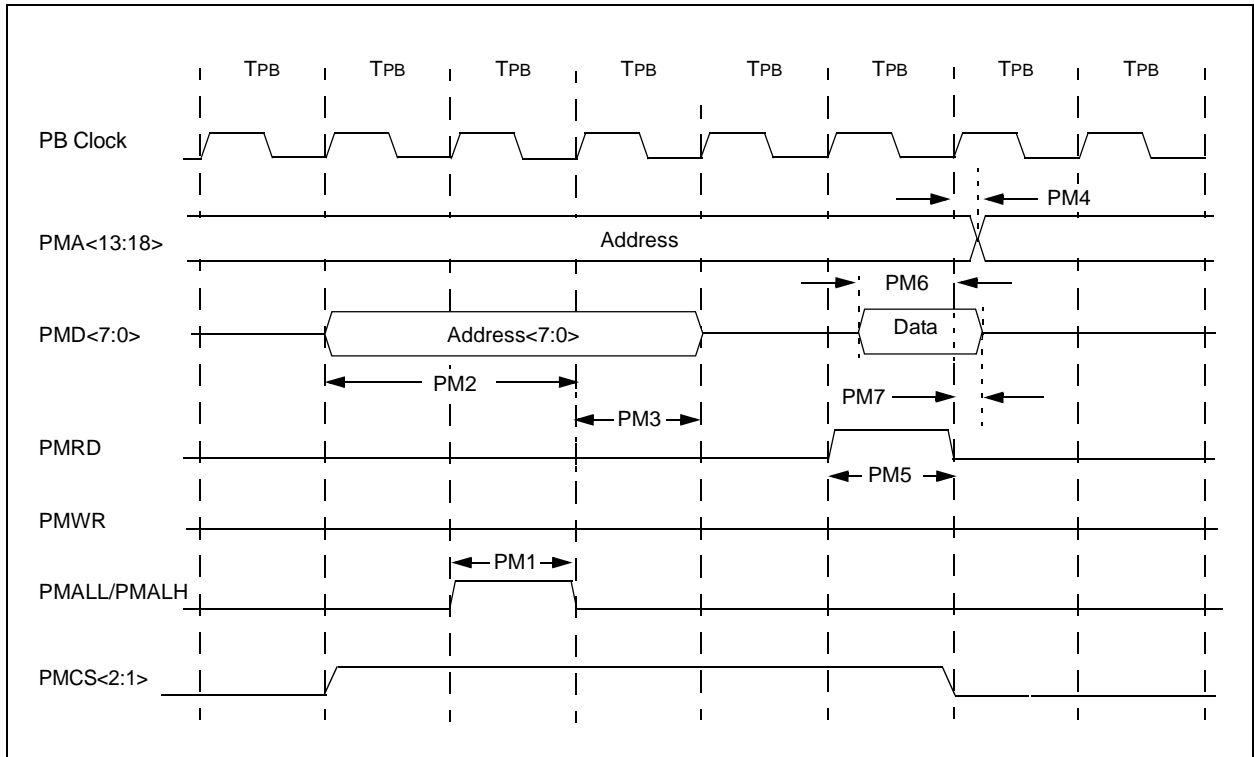 TPB TPB TPB TPB TPB TPB TPB TPB
PB Clock
PM4
PMA<13:18>
Address
PM6
PMD<7:0>
Address<7:0>
Data
PM2
PM7
PM3
PMRD
PM5
PMWR
PM1
PMALL/PMALH
PMCS<2:1>